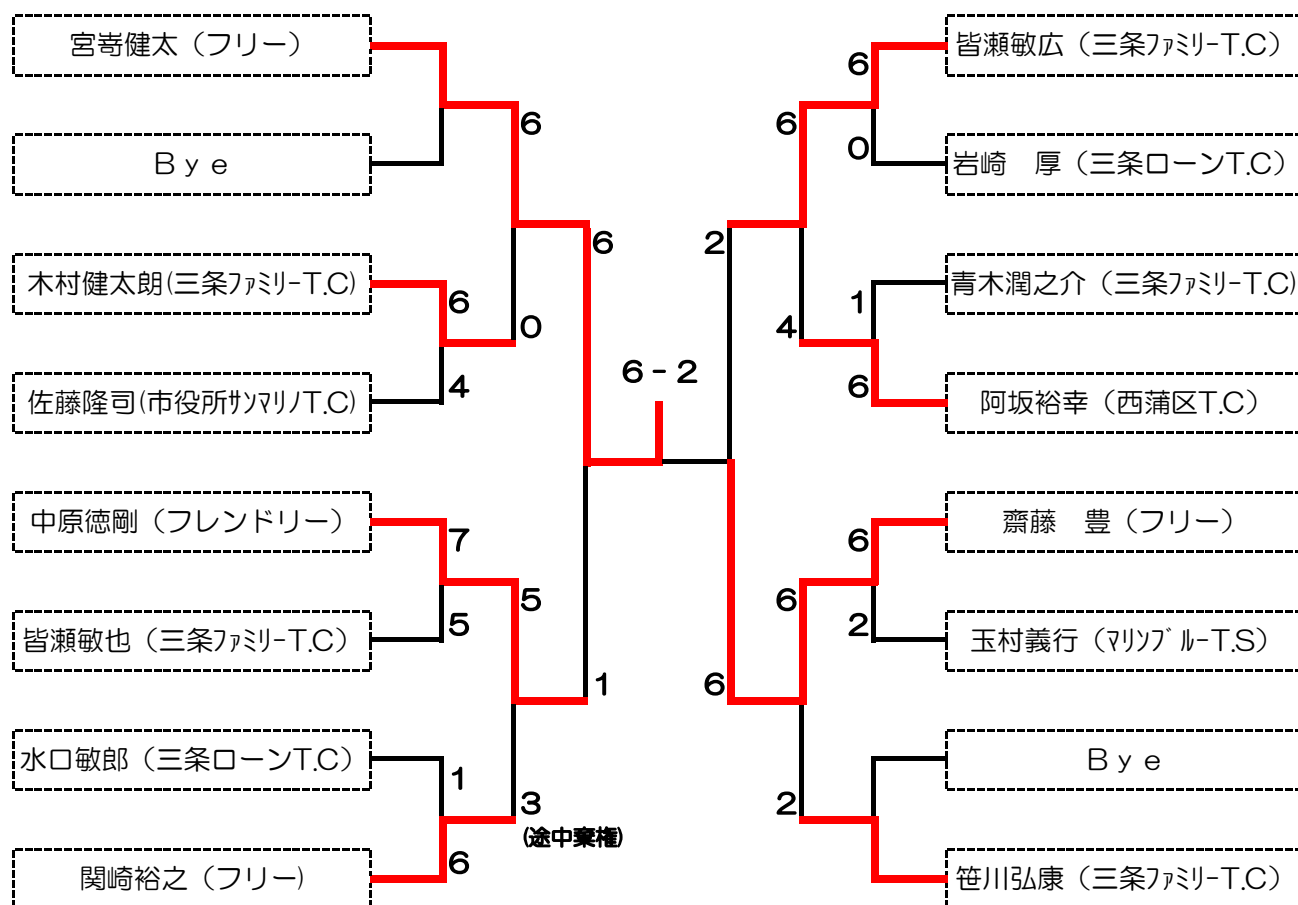 宮嵜健太（フリー）
Ｂｙｅ
木村健太朗(三条ﾌｧﾐﾘｰT.C)
佐藤隆司(市役所ｻﾝﾏﾘﾉT.C)
中原徳剛（フレンドリー）
皆瀬敏也（三条ﾌｧﾐﾘｰT.C）
水口敏郎（三条ローンT.C）
関崎裕之（フリー)
6
6
4
0
7
5
5
1
6
3
(途中棄権)
6
1
6－2
2
6
6
4
6
2
6
0
1
6
6
2
皆瀬敏広（三条ﾌｧﾐﾘｰT.C）
岩崎　厚（三条ローンT.C）
青木潤之介（三条ﾌｧﾐﾘｰT.C)
阿坂裕幸（西蒲区T.C）
齋藤　豊（フリー）
玉村義行（ﾏﾘﾝﾌﾞﾙｰT.S）
Ｂｙｅ
笹川弘康（三条ﾌｧﾐﾘｰT.C）